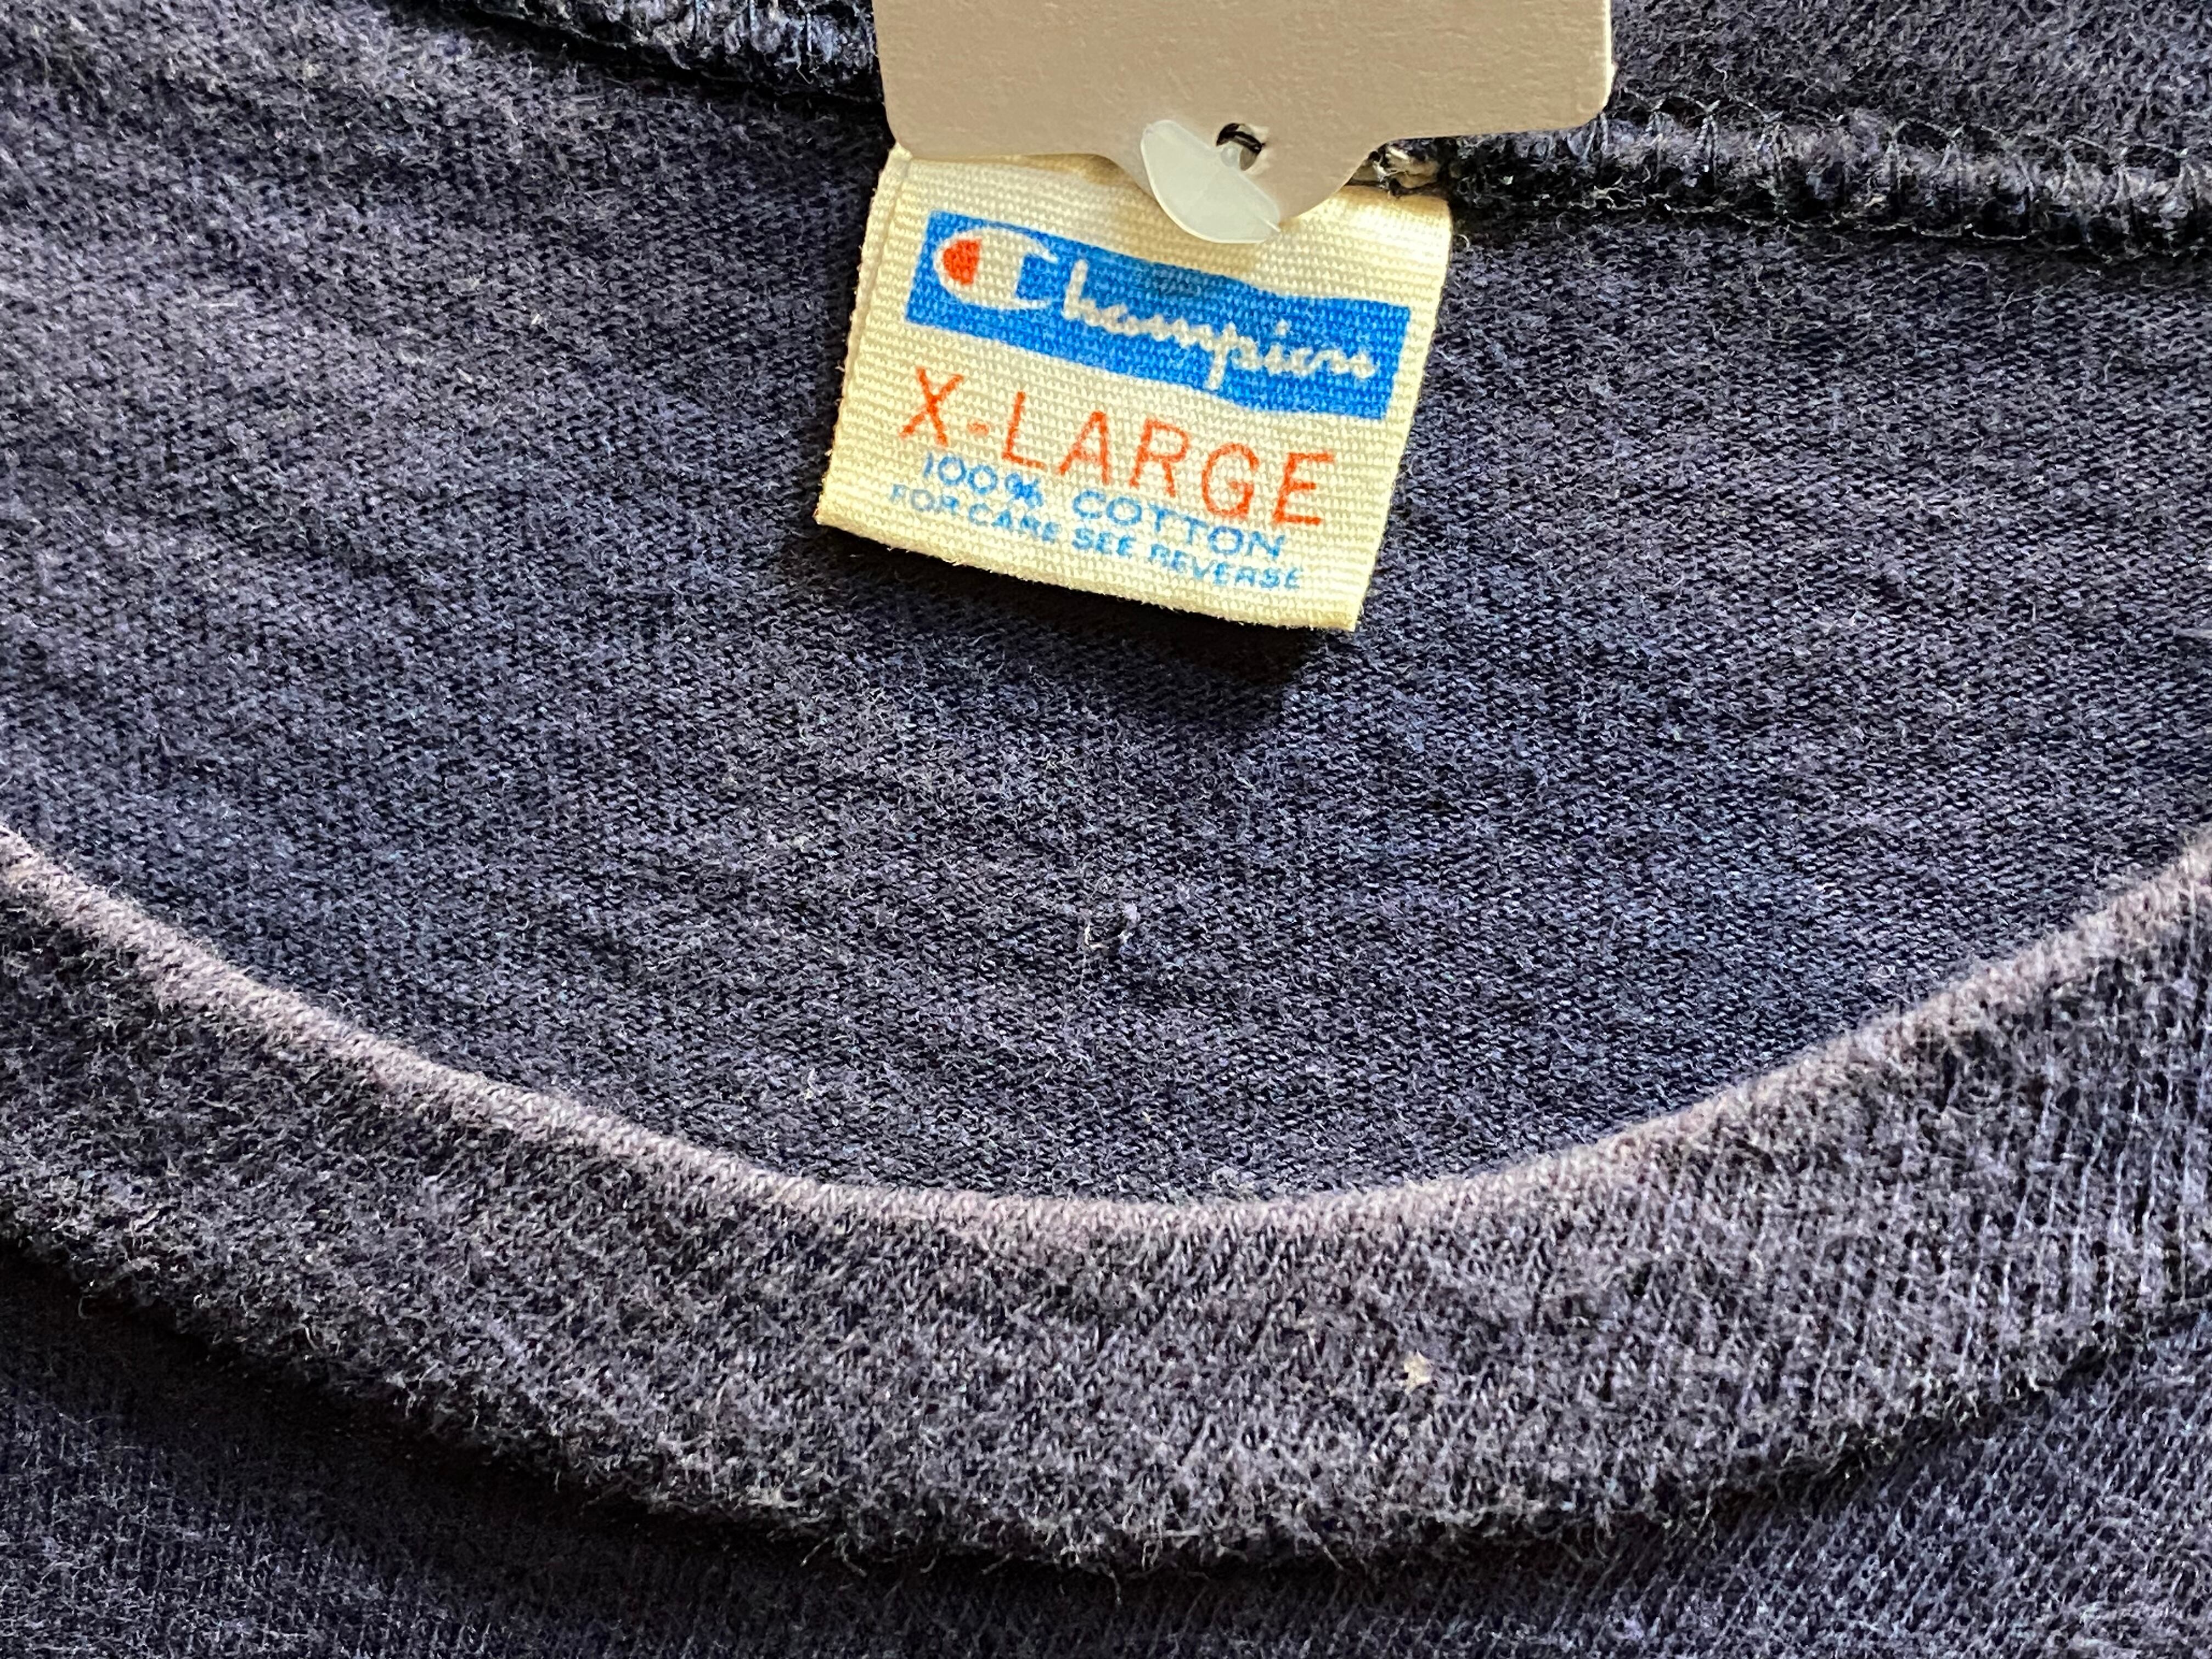 Champion
X-LARGE
100% COTTON
FOR CARE SEE REVERSE